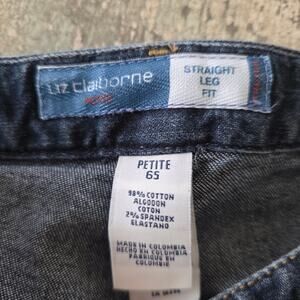 Liz claiborne
STRAIGHT
LEG
FIT
PETITE
6S
98% COTTON
ALGODON
COTON
2% SPANDEX
ELASTANO
MADE IN COLOMBIA
HECHO EN COLOMBIA
FABRIQUE EN
COLOMBIE